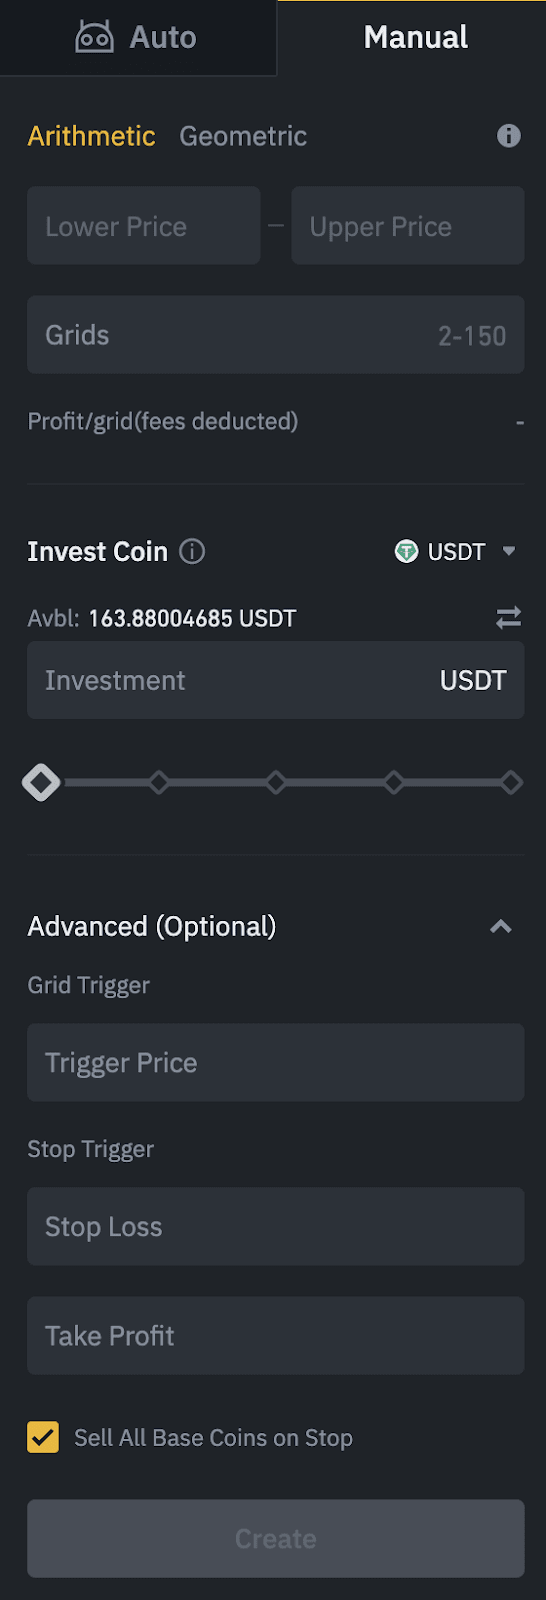 Auto Manual
Arithmetic Geometric
Lower Price – Upper Price
Grids 2-150
Profit/grid(fees deducted) -
Invest Coin USDT
Avbl: 163.88004685 USDT
Investment USDT
Advanced (Optional)
Grid Trigger
Trigger Price
Stop Trigger
Stop Loss
Take Profit
Sell All Base Coins on Stop
Create